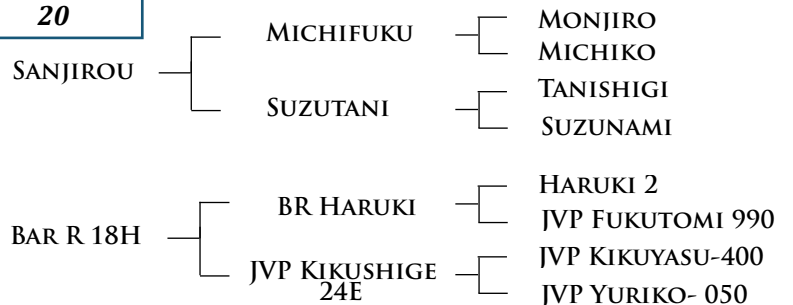 20
SANJIROU
MICHIFUKU
MONJIRO
MICHIKO
SUZUTANI
TANISHIGI
SUZUNAMI
BAR R 18H
BR HARUKI
HARUKI 2
JVP FUKUTOMI 990
JVP KIKUSHIGE
24E
JVP KIKUYASU-400
JVP YURIKO- 050